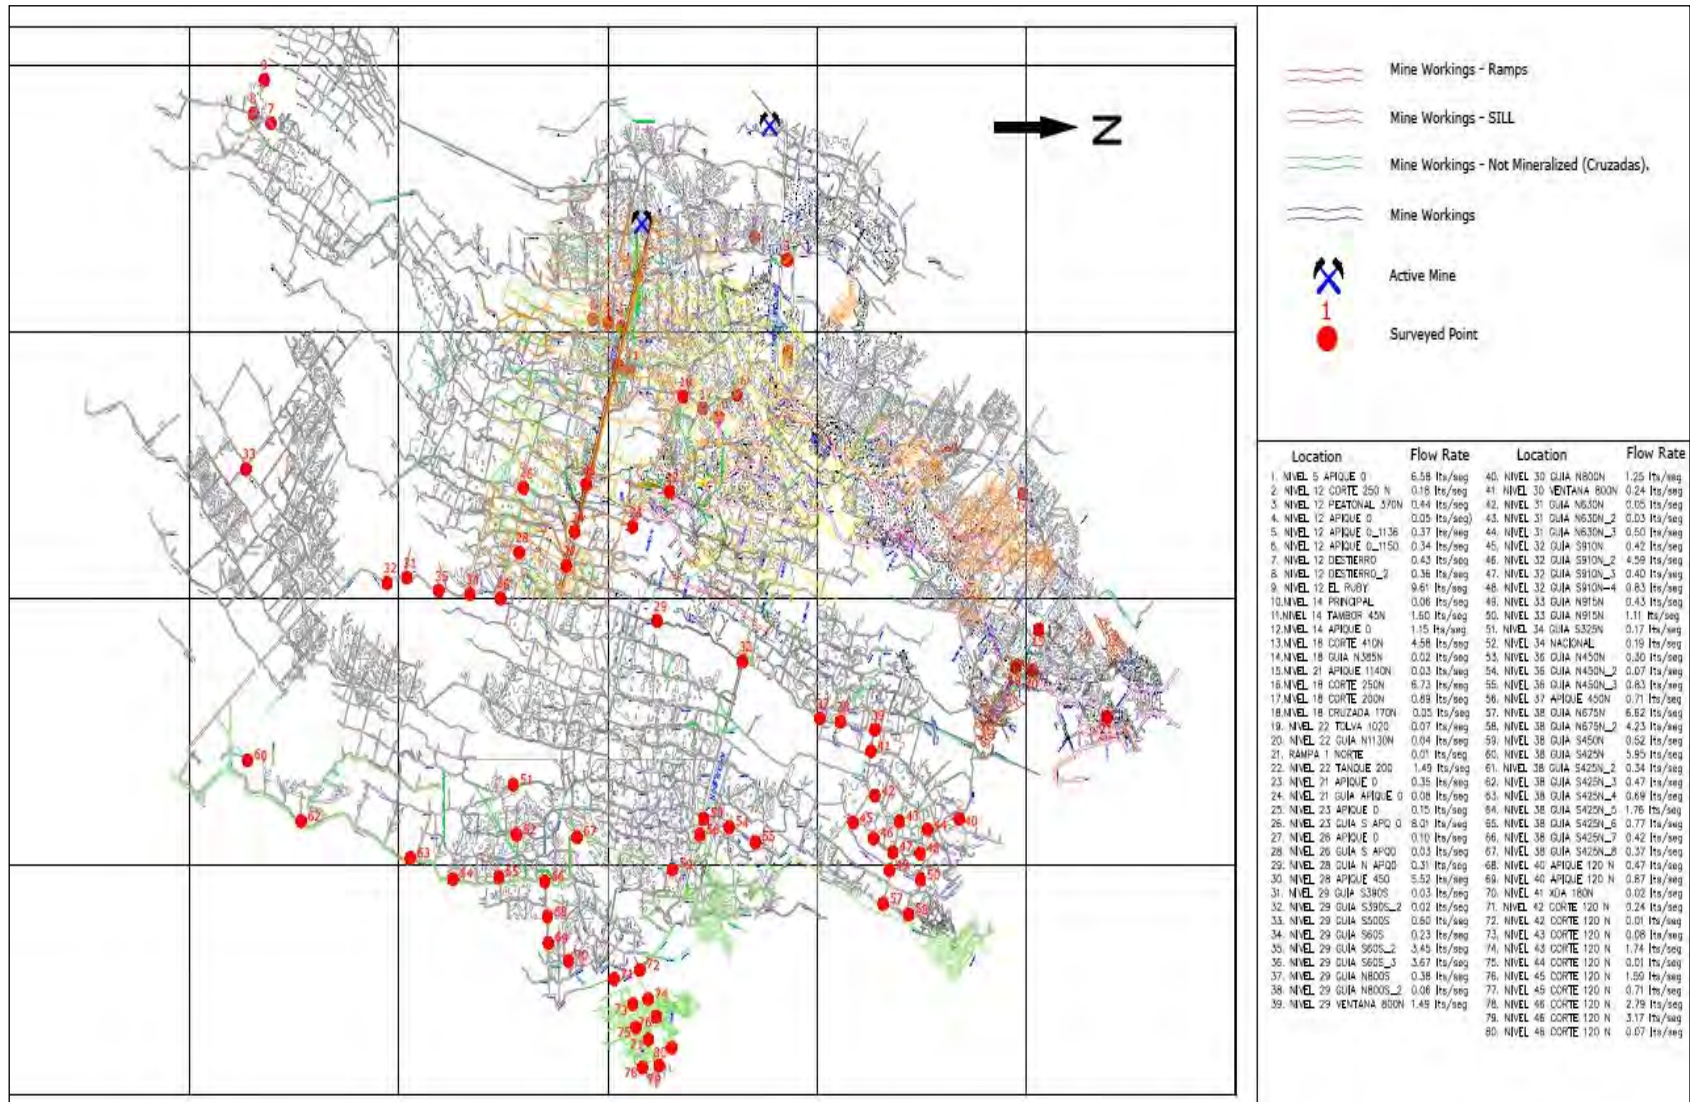 Mine Workings - Ramps
Mine Workings - SILL
Mine Workings - Not Mineralized (Cruzadas).
Mine Workings
Active Mine
1
Surveyed Point
N
Location Flow Rate Location Flow Rate
1. NIVEL 5 APIQUE 0 6.58 lts/seg 40. NIVEL 30 GUIA N800N 1.25 lts/seg
2. NIVEL 12 CORTE 250 N 0.18 lts/seg 41. NIVEL 30 VENTANA 800N 0.24 lts/seg
3. NIVEL 12 PEATONAL 370N 0.44 lts/seg 42. NIVEL 31 GUIA N630N 0.05 lts/seg
4. NIVEL 12 APIQUE 0 0.05 lts/seg) 43. NIVEL 31 GUIA N630N_2 0.03 lts/seg
5. NIVEL 12 APIQUE 0_1136 0.37 lts/seg 44. NIVEL 31 GUIA N630N_3 0.50 lts/seg
6. NIVEL 12 APIQUE 0_1150 0.34 lts/seg 45. NIVEL 32 GUIA S910N 0.42 lts/seg
7. NIVEL 12 DESTIERRO 0.43 lts/seg 46. NIVEL 32 GUIA S910N_2 4.59 lts/seg
8. NIVEL 12 DESTIERRO_2 0.36 lts/seg 47. NIVEL 32 GUIA S910N_3 0.40 lts/seg
9. NIVEL 12 EL RUBY 9.61 lts/seg 48. NIVEL 32 GUIA S910N-4 0.83 lts/seg
10.NIVEL 14 PRINCIPAL 0.06 lts/seg 49. NIVEL 33 GUIA N915N 0.43 lts/seg
11.NIVEL 14 TAMBOR 45N 1.60 lts/seg 50. NIVEL 33 GUIA N915N 1.11 lts/seg
12.NIVEL 14 APIQUE 0 1.15 lts/seg 51. NIVEL 34 GUIA S325N 0.17 lts/seg
13.NIVEL 18 CORTE 410N 4.58 lts/seg 52. NIVEL 34 NACIONAL 0.19 lts/seg
14.NIVEL 18 GUIA N385N 0.02 lts/seg 53. NIVEL 36 GUIA N450N 0.30 lts/seg
15.NIVEL 21 APIQUE 1140N 0.03 lts/seg 54. NIVEL 36 GUIA N450N_2 0.07 lts/seg
16.NIVEL 18 CORTE 250N 6.73 lts/seg 55. NIVEL 36 GUIA N450N_3 0.83 lts/seg
17.NIVEL 18 CORTE 200N 0.89 lts/seg 56. NIVEL 37 APIQUE 450N 0.71 lts/seg
18.NIVEL 18 CRUZADA 170N 0.05 lts/seg 57. NIVEL 38 GUIA N675N 6.62 lts/seg
19. NIVEL 22 TOLVA 1020 0.07 lts/seg 58. NIVEL 38 GUIA N675N_2 4.23 lts/seg
20. NIVEL 22 GUIA N1130N 0.04 lts/seg 59. NIVEL 38 GUIA S450N 0.52 lts/seg
21. RAMPA 1 NORTE 0.01 lts/seg 60. NIVEL 38 GUIA S425N 5.95 lts/seg
22. NIVEL 22 TANQUE 200 1.49 lts/seg 61. NIVEL 38 GUIA S425N_2 0.34 lts/seg
23. NIVEL 21 APIQUE 0 0.35 lts/seg 62. NIVEL 38 GUIA S425N_3 0.47 lts/seg
24. NIVEL 21 GUIA APIQUE 0 0.08 lts/seg 63. NIVEL 38 GUIA S425N_4 0.69 lts/seg
25. NIVEL 23 APIQUE 0 0.15 lts/seg 64. NIVEL 38 GUIA S425N_5 1.76 lts/seg
26. NIVEL 23 GUIA S APQ 0 8.01 lts/seg 65. NIVEL 38 GUIA S425N_6 0.77 lts/seg
27. NIVEL 26 APIQUE 0 0.10 lts/seg 66. NIVEL 38 GUIA S425N_7 0.42 lts/seg
28. NIVEL 26 GUIA S APQ0 0.03 lts/seg 67. NIVEL 38 GUIA S425N_8 0.37 lts/seg
29. NIVEL 28 GUIA N APQ0 0.31 lts/seg 68. NIVEL 40 APIQUE 120 N 0.47 lts/seg
30. NIVEL 28 APIQUE 450 5.52 lts/seg 69. NIVEL 40 APIQUE 120 N 0.87 lts/seg
31. NIVEL 29 GUIA S390S 0.03 lts/seg 70. NIVEL 41 XDA 180N 0.02 lts/seg
32. NIVEL 29 GUIA S390S_2 0.02 lts/seg 71. NIVEL 42 CORTE 120 N 0.24 lts/seg
33. NIVEL 29 GUIA S500S 0.60 lts/seg 72. NIVEL 42 CORTE 120 N 0.01 lts/seg
34. NIVEL 29 GUIA S60S 0.23 lts/seg 73. NIVEL 43 CORTE 120 N 0.08 lts/seg
35. NIVEL 29 GUIA S60S_2 3.45 lts/seg 74. NIVEL 43 CORTE 120 N 1.74 lts/seg
36. NIVEL 29 GUIA S60S_3 3.67 lts/seg 75. NIVEL 44 CORTE 120 N 0.01 lts/seg
37. NIVEL 29 GUIA N800S 0.38 lts/seg 76. NIVEL 45 CORTE 120 N 1.59 lts/seg
38. NIVEL 29 GUIA N800S_2 0.06 lts/seg 77. NIVEL 45 CORTE 120 N 0.71 lts/seg
39. NIVEL 29 VENTANA 800N 1.49 lts/seg 78. NIVEL 46 CORTE 120 N 2.79 lts/seg
79. NIVEL 46 CORTE 120 N 3.17 lts/seg
80. NIVEL 46 CORTE 120 N 0.07 lts/seg
9
8
7
33
26
28
32
31
35
29
39
41
42
60
51
62
67
54
45
43
40
46
47
48
63
50
57
68
70
72
74
73
75
76